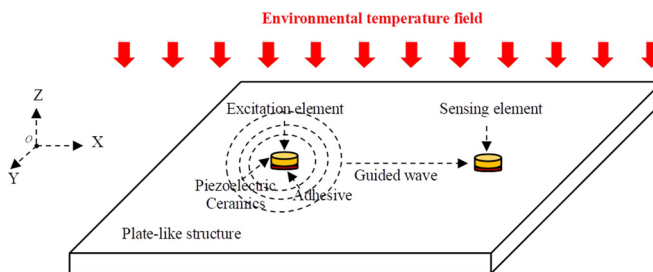 Environmental temperature field
Z
O
X
Y
Excitation element
Sensing element
Guided wave
Piezoelectric
Ceramics
Adhesive
Plate-like structure